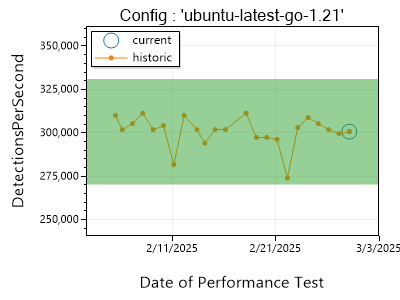 Config : 'ubuntu-latest-go-1.21'
current
historic
DetectionsPerSecond
350,000
325,000
300,000
275,000
250,000
2/11/2025
2/21/2025
3/3/2025
Date of Performance Test